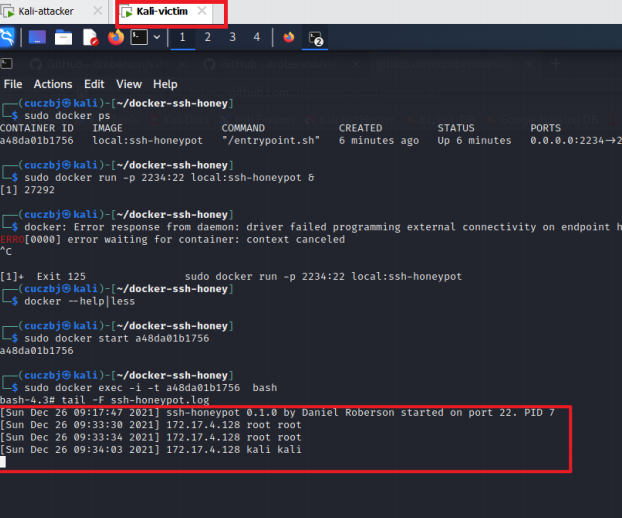 Kali-attacker
Kali-victim
1 2 3 4
2
File Actions Edit View Help
┌──(cuczbj㉿kali)-[~/docker-ssh-honey]
└─$ sudo docker ps
CONTAINER ID IMAGE COMMAND CREATED STATUS PORTS
a48da01b1756 local:ssh-honeypot "/entrypoint.sh" 6 minutes ago Up 6 minutes 0.0.0.0:2234→2
┌──(cuczbj㉿kali)-[~/docker-ssh-honey]
└─$ sudo docker run -p 2234:22 local:ssh-honeypot &
[1] 27292
┌──(cuczbj㉿kali)-[~/docker-ssh-honey]
└─$ docker: Error response from daemon: driver failed programming external connectivity on endpoint h
ERRO[0000] error waiting for container: context canceled
^C
[1]+ Exit 125 sudo docker run -p 2234:22 local:ssh-honeypot
┌──(cuczbj㉿kali)-[~/docker-ssh-honey]
└─$ docker --help|less
┌──(cuczbj㉿kali)-[~/docker-ssh-honey]
└─$ sudo docker start a48da01b1756
a48da01b1756
┌──(cuczbj㉿kali)-[~/docker-ssh-honey]
└─$ sudo docker exec -i -t a48da01b1756 bash
bash-4.3# tail -F ssh-honeypot.log
[Sun Dec 26 09:17:47 2021] ssh-honeypot 0.1.0 by Daniel Roberson started on port 22. PID 7
[Sun Dec 26 09:33:30 2021] 172.17.4.128 root root
[Sun Dec 26 09:33:34 2021] 172.17.4.128 root root
[Sun Dec 26 09:34:03 2021] 172.17.4.128 kali kali